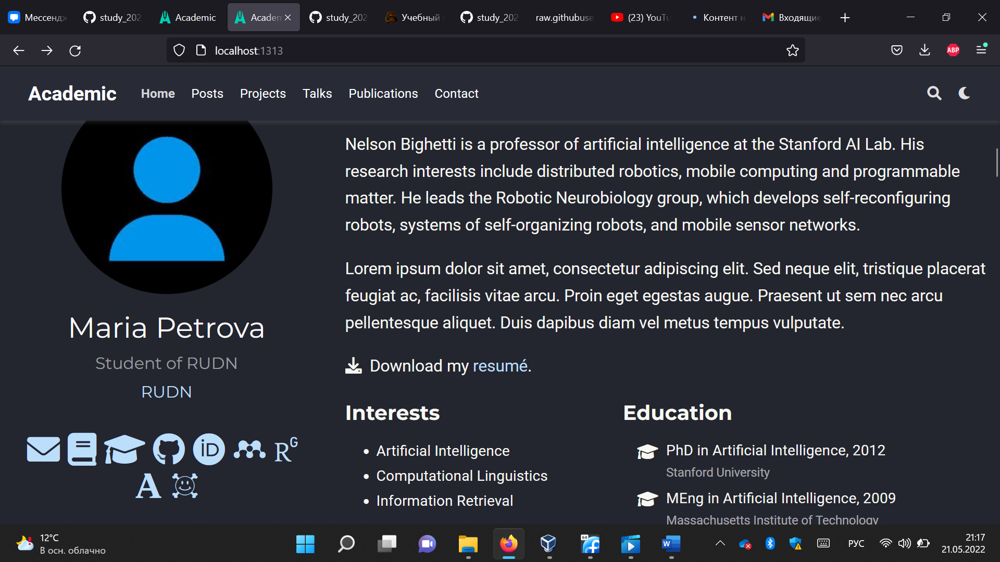 Мессендж
study_202
Academic
Academ
study_202
Учебный
study_202
raw.githubuse
(23) YouTu
Контент н
Входящие
localhost:1313
ABP
Academic
Home
Posts
Projects
Talks
Publications
Contact
Nelson Bighetti is a professor of artificial intelligence at the Stanford AI Lab. His
research interests include distributed robotics, mobile computing and programmable
matter. He leads the Robotic Neurobiology group, which develops self-reconfiguring
robots, systems of self-organizing robots, and mobile sensor networks.
Lorem ipsum dolor sit amet, consectetur adipiscing elit. Sed neque elit, tristique placerat
feugiat ac, facilisis vitae arcu. Proin eget egestas augue. Praesent ut sem nec arcu
pellentesque aliquet. Duis dapibus diam vel metus tempus vulputate.
Download my resumé.
Maria Petrova
Student of RUDN
RUDN
iD
RG
A
Interests
Artificial Intelligence
Computational Linguistics
Information Retrieval
Education
PhD in Artificial Intelligence, 2012
Stanford University
MEng in Artificial Intelligence, 2009
Massachusetts Institute of Technology
12°C
В осн. облачно
64
W
РУС
21:17
21.05.2022